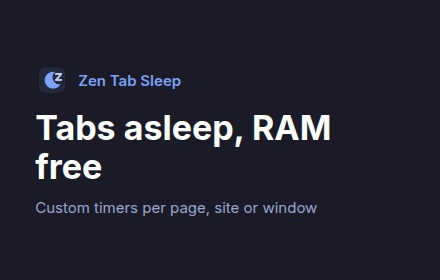 Zen Tab Sleep
Tabs asleep, RAM
free
Custom timers per page, site or window